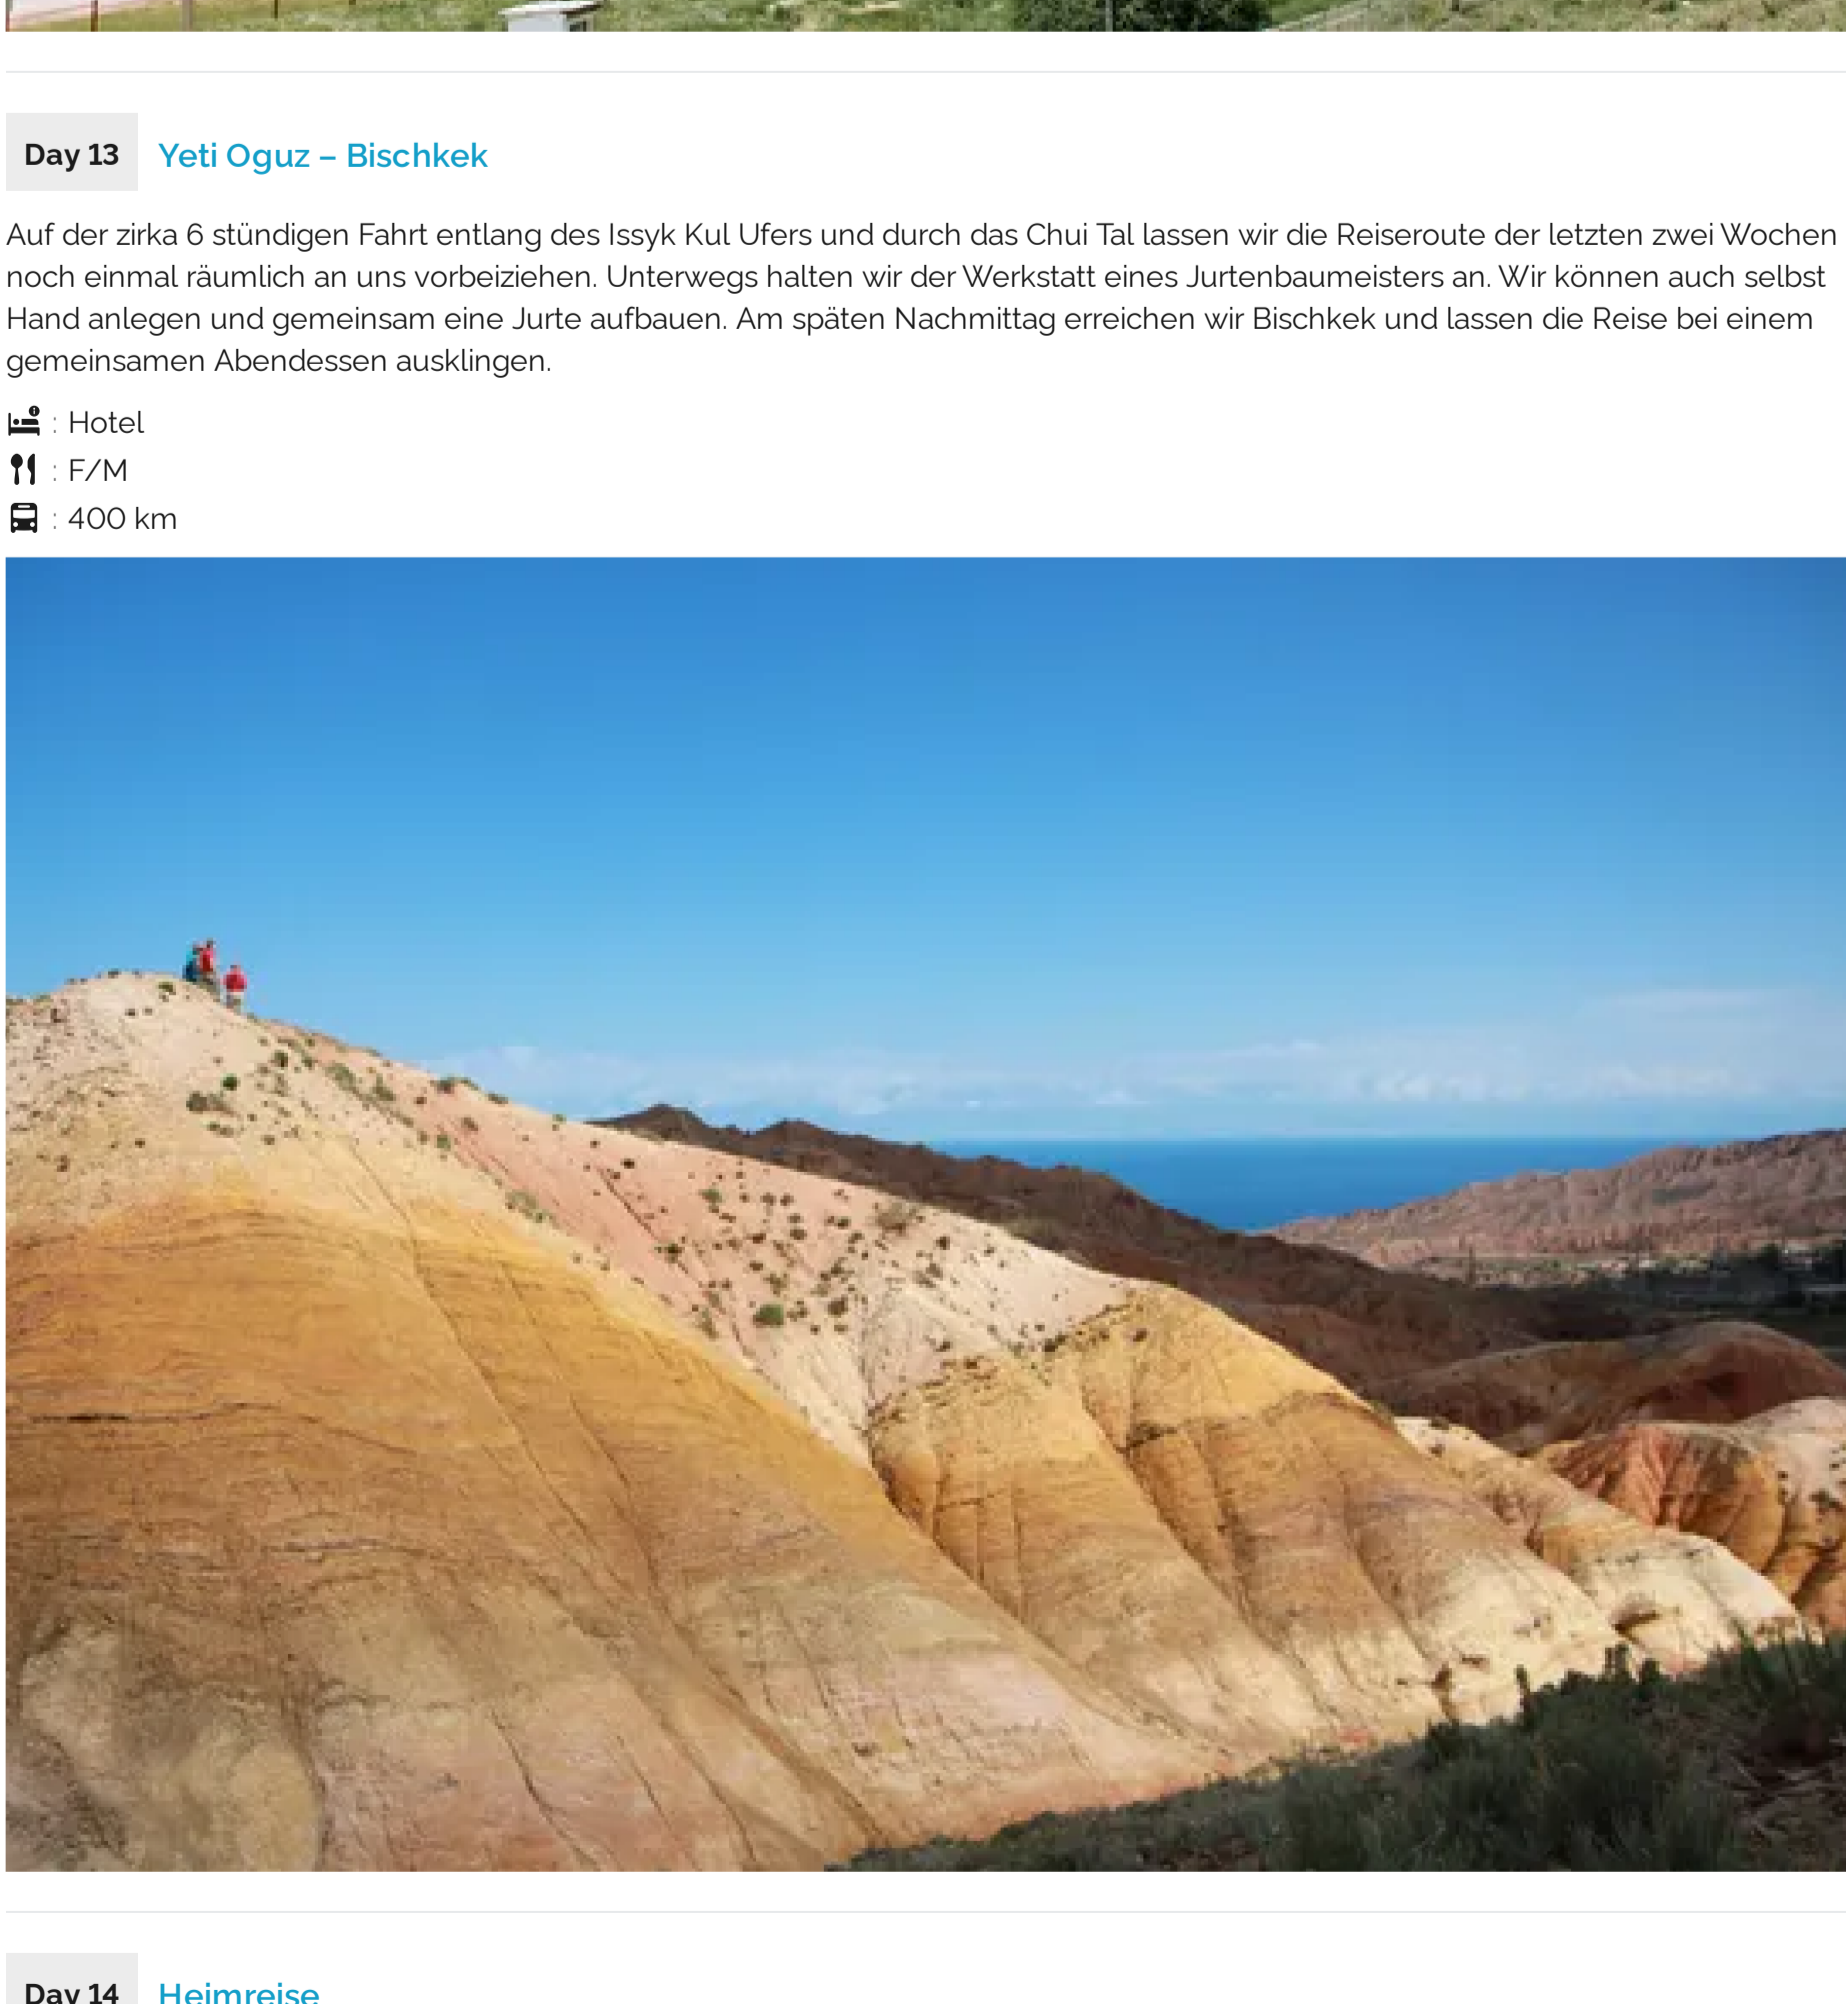 Day 13 Yeti Oguz – Bischkek
Auf der zirka 6 stündigen Fahrt entlang des Issyk Kul Ufers und durch das Chui Tal lassen wir die Reiseroute der letzten zwei Wochen
noch einmal räumlich an uns vorbeiziehen. Unterwegs halten wir der Werkstatt eines Jurtenbaumeisters an. Wir können auch selbst
Hand anlegen und gemeinsam eine Jurte aufbauen. Am späten Nachmittag erreichen wir Bischkek und lassen die Reise bei einem
gemeinsamen Abendessen ausklingen.
: Hotel
: F/M
: 400 km
Day 14 Heimreise